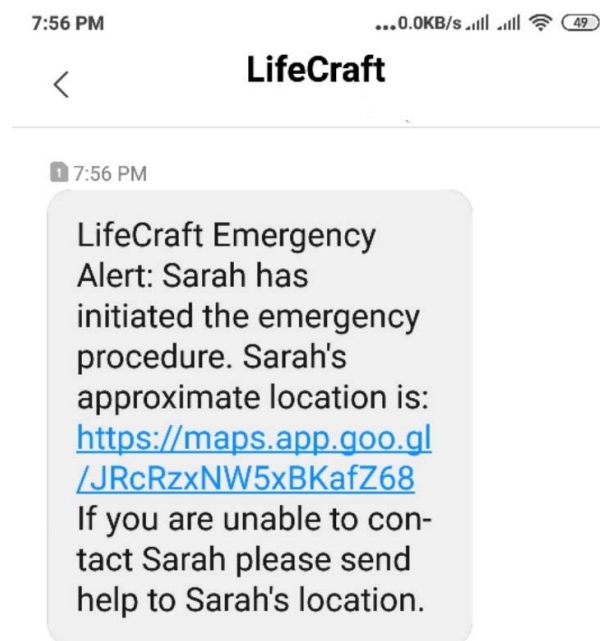 7:56 PM ...0.0KB/s 49
LifeCraft
1 7:56 PM
LifeCraft Emergency
Alert: Sarah has
initiated the emergency
procedure. Sarah's
approximate location is:
https://maps.app.goo.gl
/JRcRzxNW5xBKafZ68
If you are unable to con-
tact Sarah please send
help to Sarah's location.